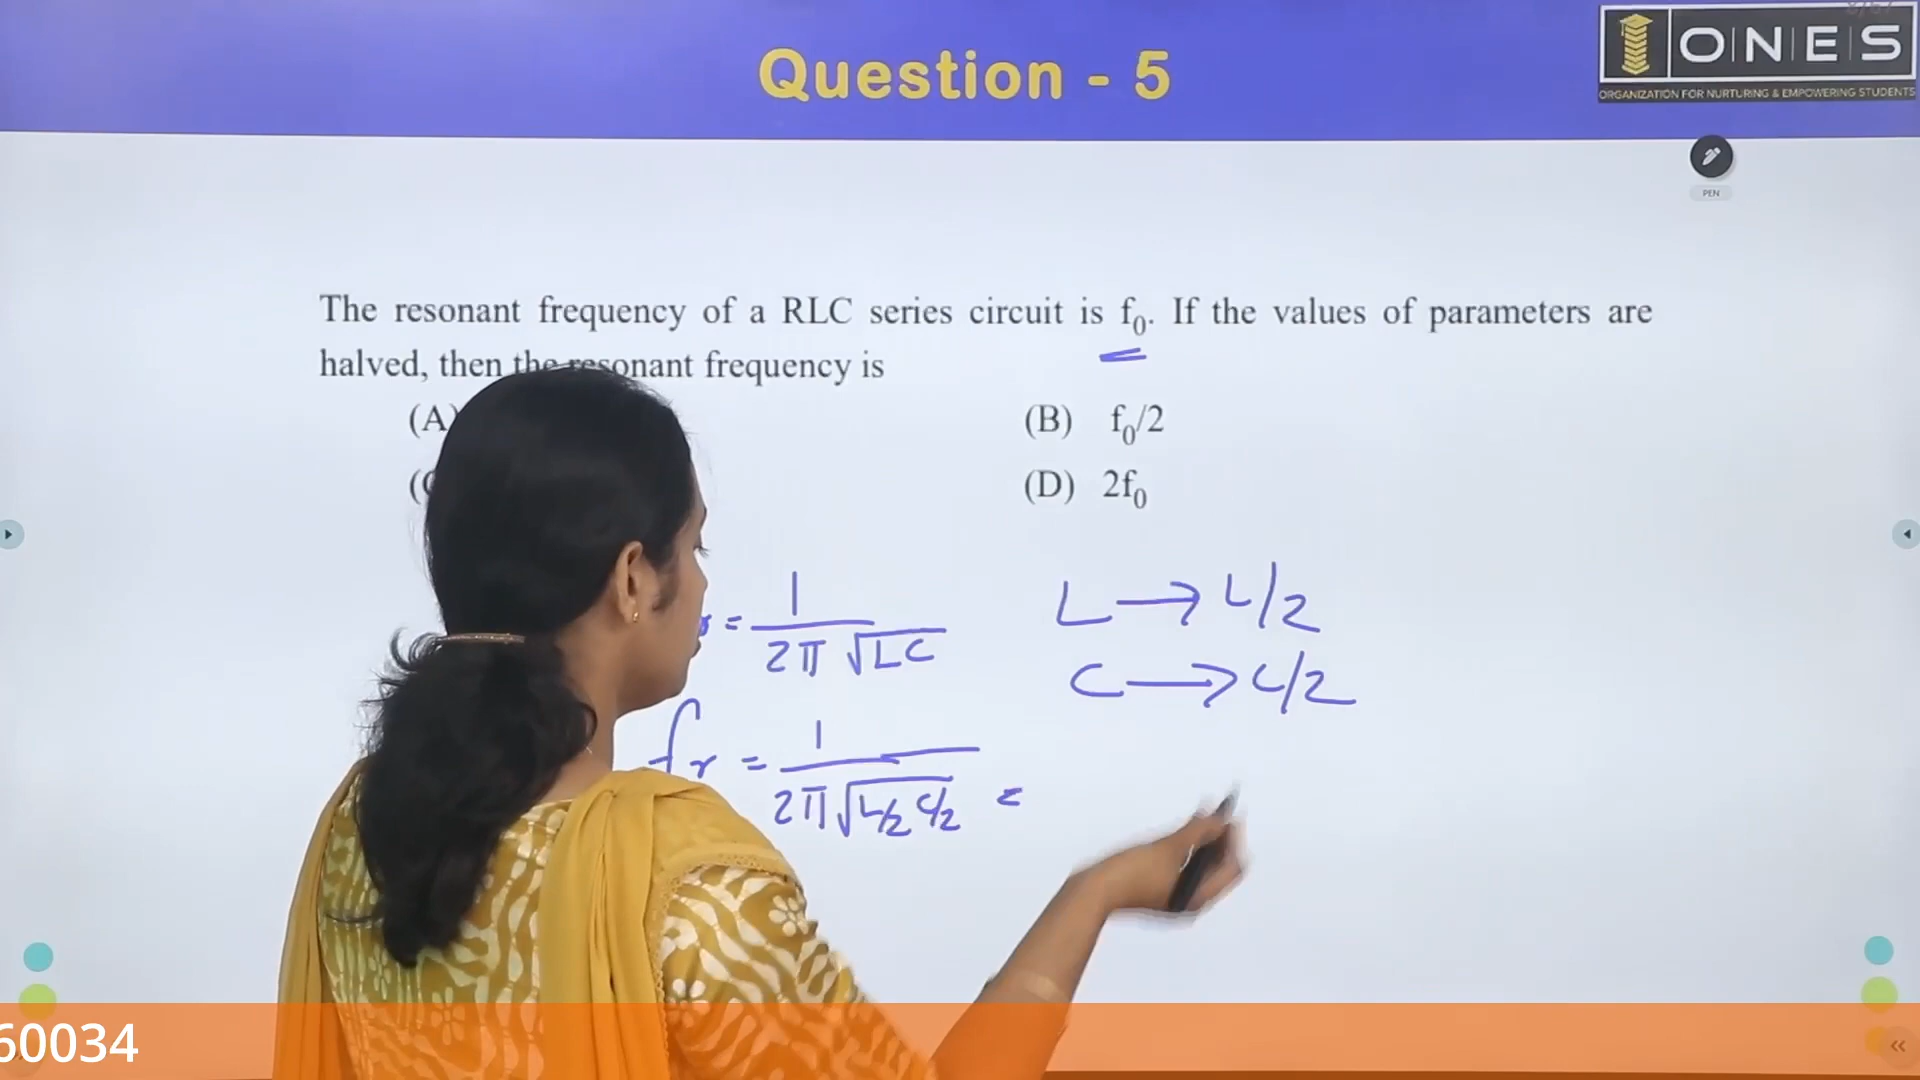 Question - 5
ONES
ORGANIZATION FOR NURTURING & EMPOWERING STUDENTS
PEN
The resonant frequency of a RLC series circuit is f₀. If the values of parameters are
halved, then the resonant frequency is
(A)
(B) f₀/2
(D) 2f₀
= 1 / 2π √LC
L → L/2
C → C/2
fr = 1 / 2π √L/2 C/2 =
60034